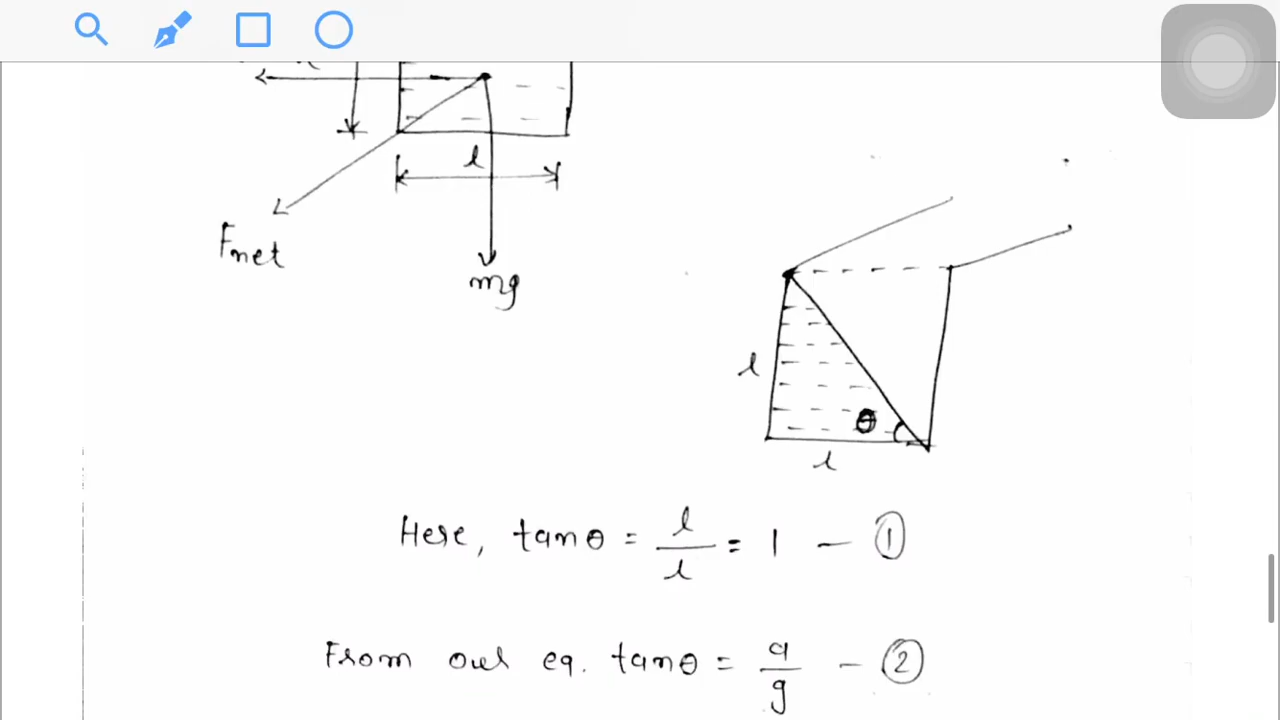 l
Fnet
mg
l
θ
l
Here, tanθ = l/l = 1 — ①
From our eq. tanθ = a/g — ②